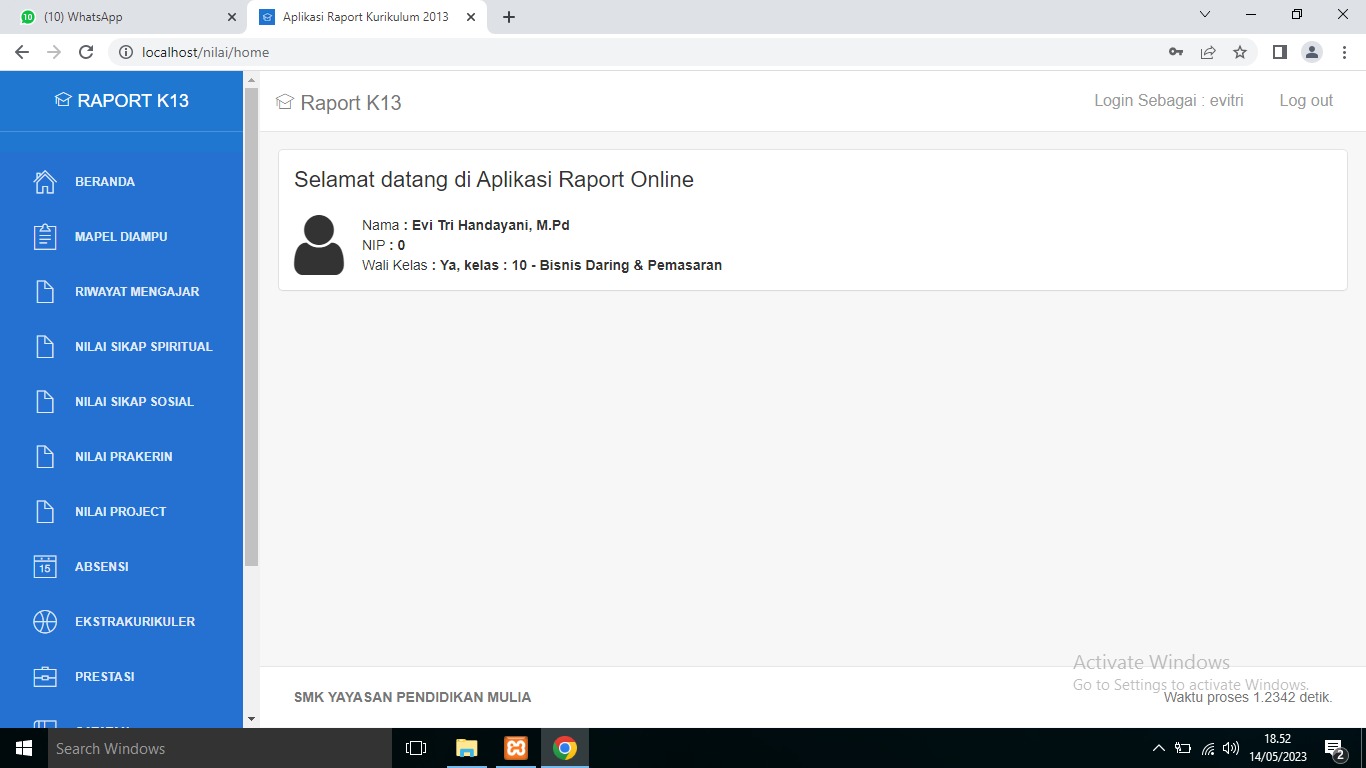 (10) WhatsApp
Aplikasi Raport Kurikulum 2013
localhost/nilai/home
RAPORT K13
Raport K13
Login Sebagai : evitri
Log out
BERANDA
MAPEL DIAMPU
RIWAYAT MENGAJAR
NILAI SIKAP SPIRITUAL
NILAI SIKAP SOSIAL
NILAI PRAKERIN
NILAI PROJECT
15
ABSENSI
EKSTRAKURIKULER
PRESTASI
Selamat datang di Aplikasi Raport Online
Nama : Evi Tri Handayani, M.Pd
NIP : 0
Wali Kelas : Ya, kelas : 10 - Bisnis Daring & Pemasaran
Activate Windows
Go to Settings to activate Windows.
SMK YAYASAN PENDIDIKAN MULIA
Waktu proses 1.2342 detik.
Search Windows
18.52
14/05/2023
2